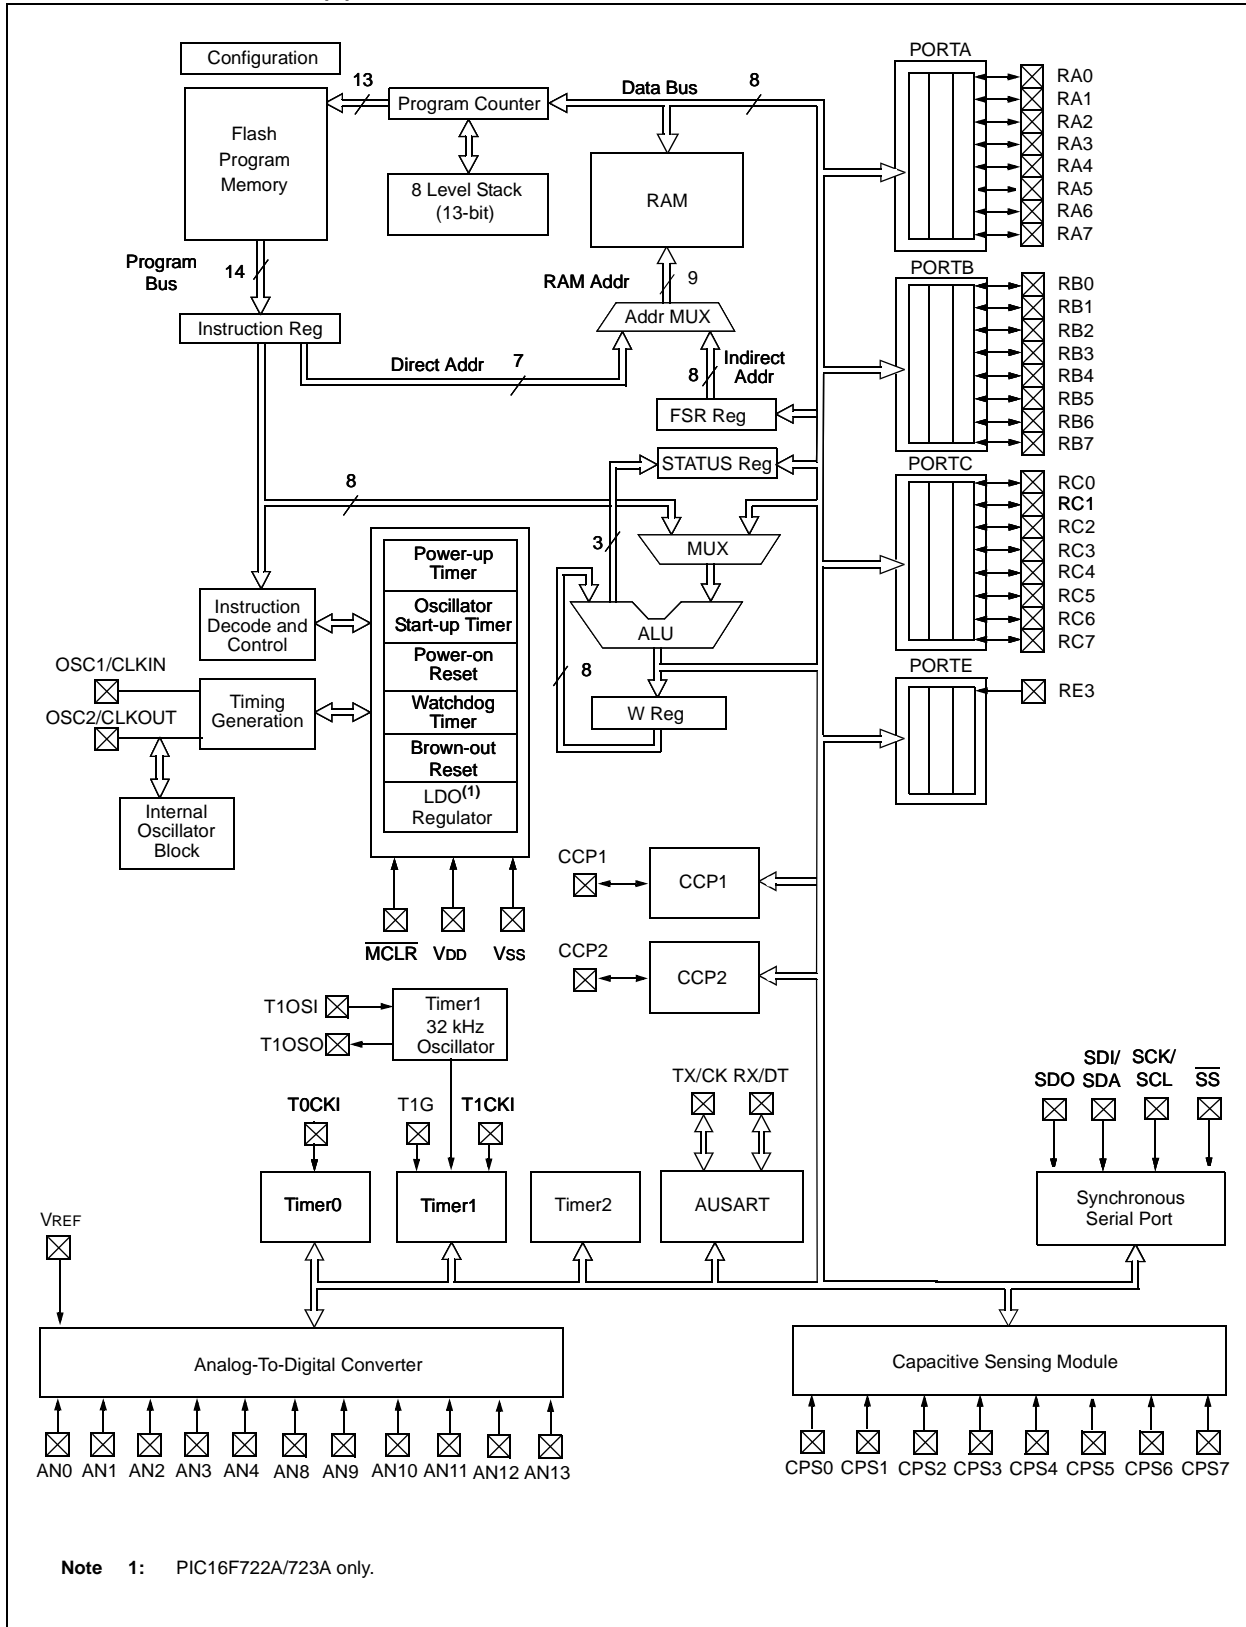 Configuration
Flash
Program
Memory
13
Program Counter
8 Level Stack
(13-bit)
Data Bus
8
RAM
Program
Bus
14
Instruction Reg
RAM Addr
9
Addr MUX
Direct Addr
7
Indirect
Addr
8
FSR Reg
STATUS Reg
8
3
MUX
ALU
8
W Reg
Instruction
Decode and
Control
OSC1/CLKIN
OSC2/CLKOUT
Timing
Generation
Internal
Oscillator
Block
Power-up
Timer
Oscillator
Start-up Timer
Power-on
Reset
Watchdog
Timer
Brown-out
Reset
LDO(1)
Regulator
MCLR
VDD
VSS
PORTA
RA0
RA1
RA2
RA3
RA4
RA5
RA6
RA7
PORTB
RB0
RB1
RB2
RB3
RB4
RB5
RB6
RB7
PORTC
RC0
RC1
RC2
RC3
RC4
RC5
RC6
RC7
PORTE
RE3
CCP1
CCP1
CCP2
CCP2
T1OSI
T1OSO
Timer1
32 kHz
Oscillator
T0CKI
T1G
T1CKI
TX/CK RX/DT
SDO
SDI/
SDA
SCK/
SCL
SS
Timer0
Timer1
Timer2
AUSART
Synchronous
Serial Port
VREF
Analog-To-Digital Converter
Capacitive Sensing Module
AN0 AN1 AN2 AN3 AN4 AN8 AN9 AN10 AN11 AN12 AN13
CPS0 CPS1 CPS2 CPS3 CPS4 CPS5 CPS6 CPS7
Note 1: PIC16F722A/723A only.